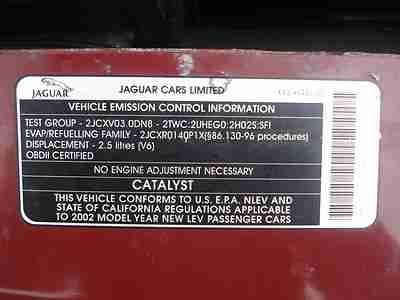 JAGUAR
JAGUAR CARS LIMITED
VEHICLE EMISSION CONTROL INFORMATION
TEST GROUP - 2JCXV03.0DN8 - 2TWC:2UHEGO:2HO2S:SFI
EVAP/REFUELLING FAMILY - 2JCXR0140P1X(§86.130-96 procedures)
DISPLACEMENT - 2.5 litres (V6)
OBDII CERTIFIED
NO ENGINE ADJUSTMENT NECESSARY
CATALYST
THIS VEHICLE CONFORMS TO U.S. E.P.A. NLEV AND
STATE OF CALIFORNIA REGULATIONS APPLICABLE
TO 2002 MODEL YEAR NEW LEV PASSENGER CARS